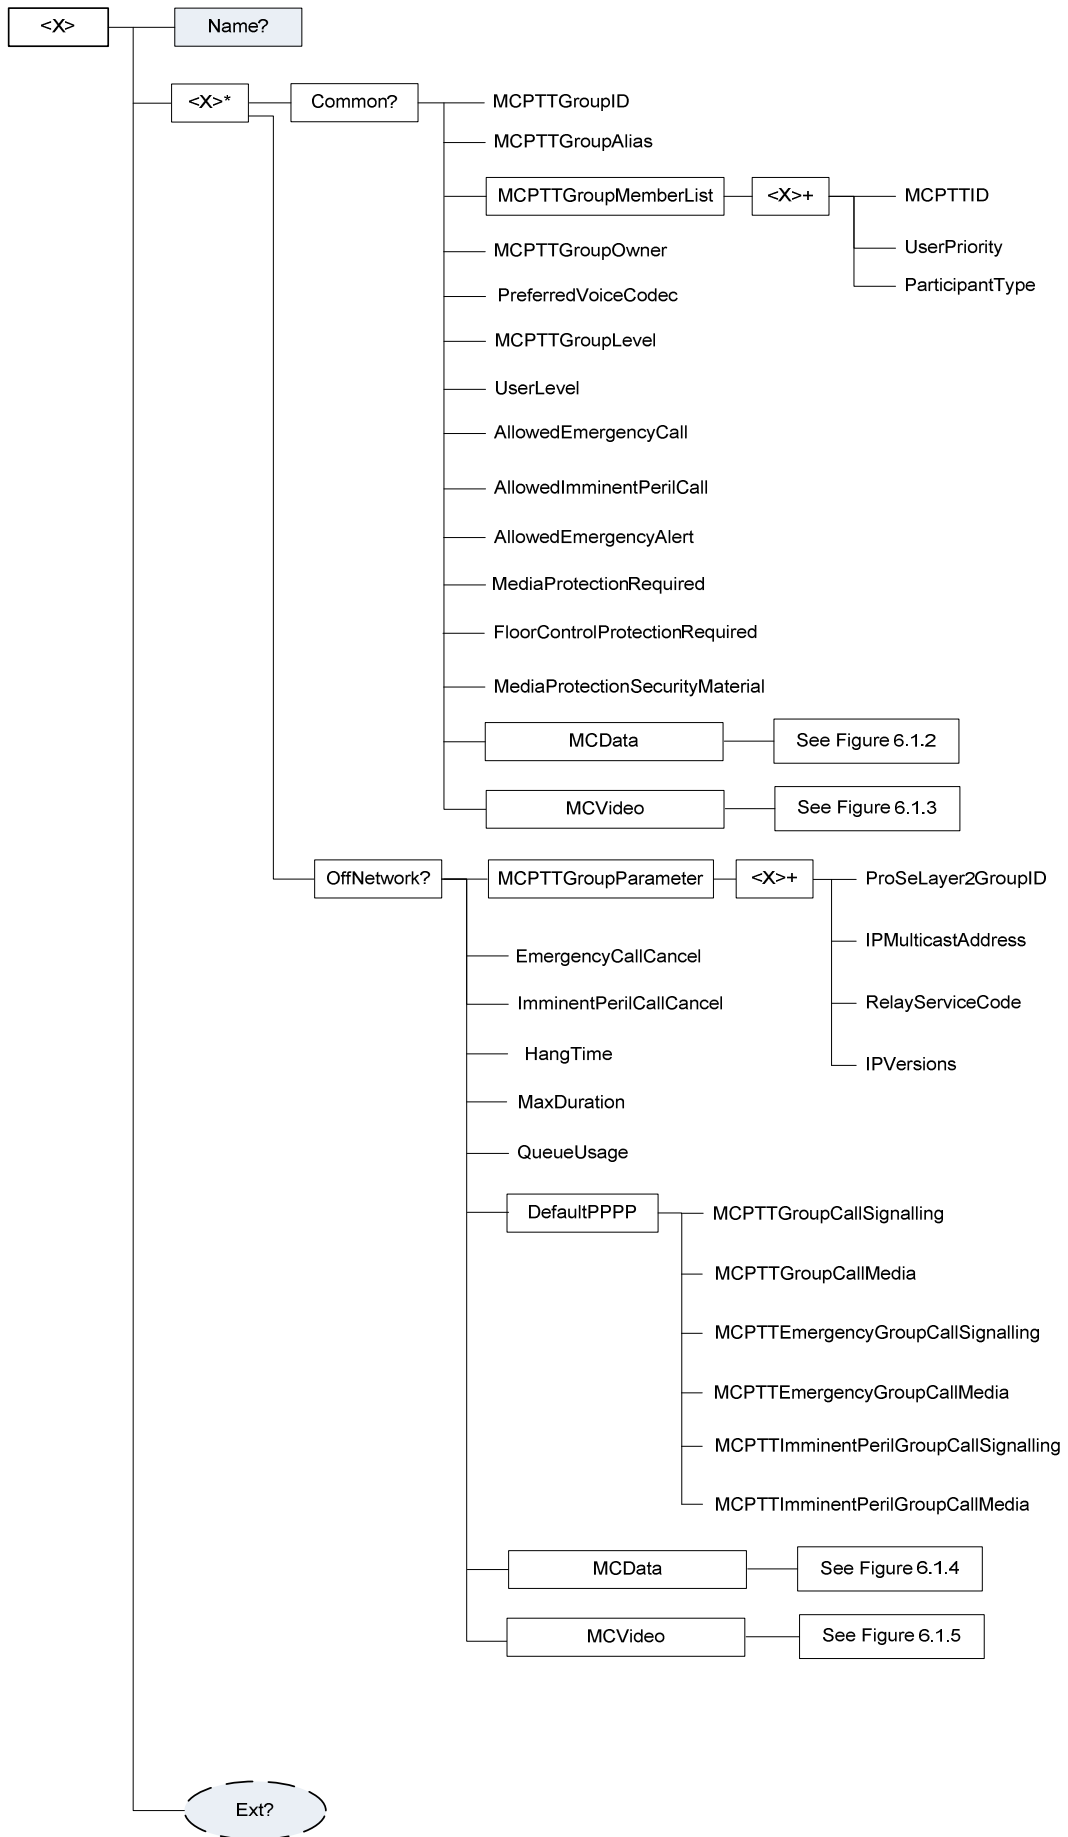 <X>
Name?
<X>*
Common?
MCPTTGroupID
MCPTTGroupAlias
MCPTTGroupMemberList
<X>+
MCPTTID
UserPriority
ParticipantType
MCPTTGroupOwner
PreferredVoiceCodec
MCPTTGroupLevel
UserLevel
AllowedEmergencyCall
AllowedImminentPerilCall
AllowedEmergencyAlert
MediaProtectionRequired
FloorControlProtectionRequired
MediaProtectionSecurityMaterial
MCData
See Figure 6.1.2
MCVideo
See Figure 6.1.3
OffNetwork?
MCPTTGroupParameter
<X>+
ProSeLayer2GroupID
IPMulticastAddress
RelayServiceCode
IPVersions
EmergencyCallCancel
ImminentPerilCallCancel
HangTime
MaxDuration
QueueUsage
DefaultPPPP
MCPTTGroupCallSignalling
MCPTTGroupCallMedia
MCPTTEmergencyGroupCallSignalling
MCPTTEmergencyGroupCallMedia
MCPTTImminentPerilGroupCallSignalling
MCPTTImminentPerilGroupCallMedia
MCData
See Figure 6.1.4
MCVideo
See Figure 6.1.5
Ext?